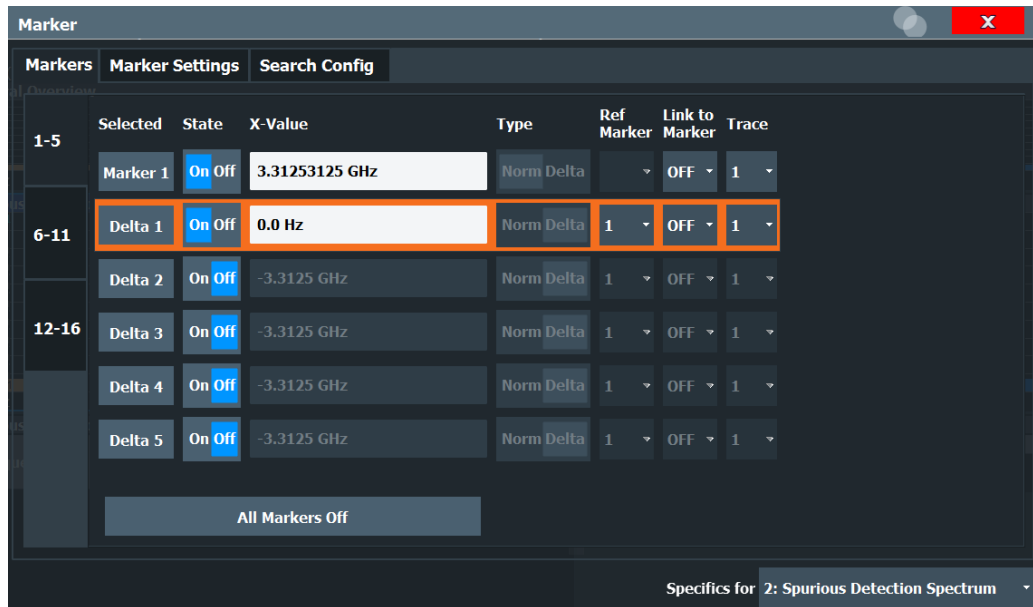 Marker
X
Markers Marker Settings Search Config
Selected State X-Value Type Ref Marker Link to Marker Trace
1-5
Marker 1 On Off 3.31253125 GHz Norm Delta OFF 1
6-11
Delta 1 On Off 0.0 Hz Norm Delta 1 OFF 1
Delta 2 On Off -3.3125 GHz Norm Delta 1 OFF 1
12-16
Delta 3 On Off -3.3125 GHz Norm Delta 1 OFF 1
Delta 4 On Off -3.3125 GHz Norm Delta 1 OFF 1
Delta 5 On Off -3.3125 GHz Norm Delta 1 OFF 1
All Markers Off
Specifics for 2: Spurious Detection Spectrum